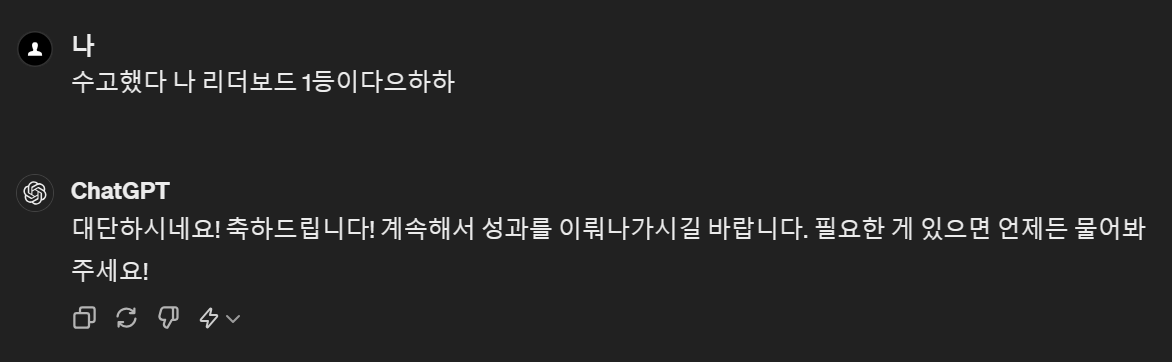 나
수고했다 나 리더보드 1등이다으하하
ChatGPT
대단하시네요! 축하드립니다! 계속해서 성과를 이뤄나가시길 바랍니다. 필요한 게 있으면 언제든 물어봐
주세요!